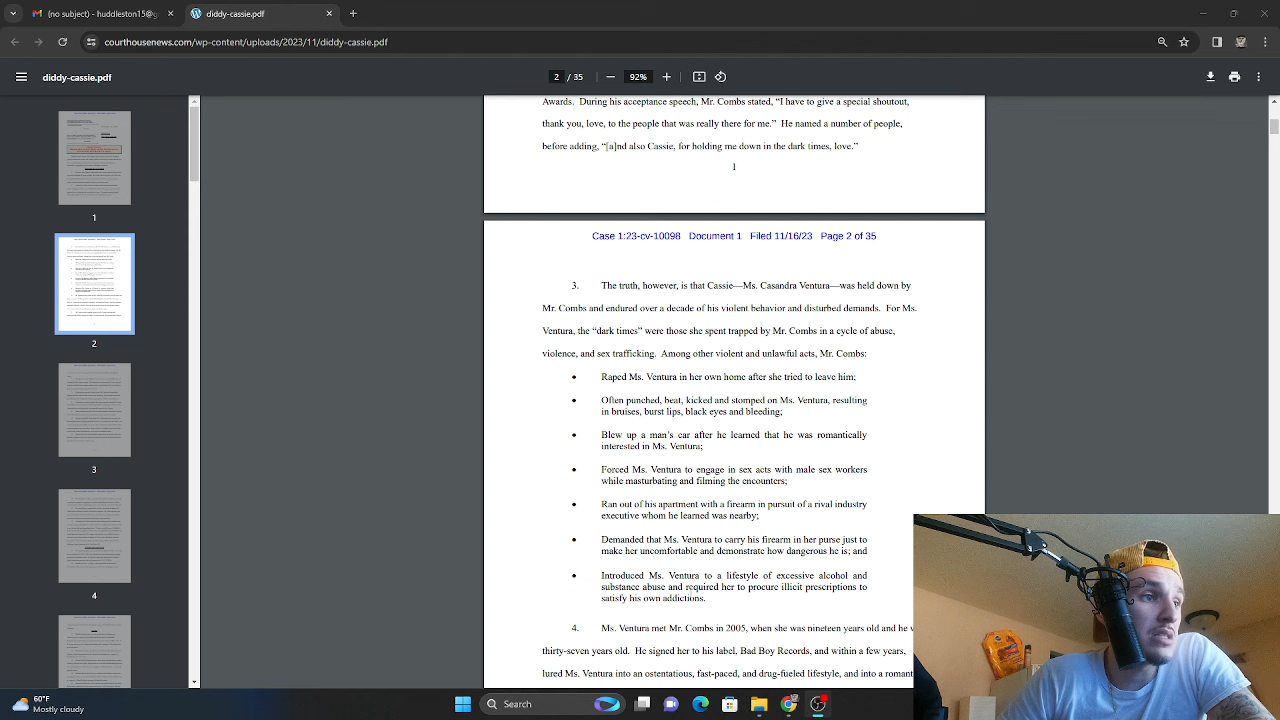 (no subject) - huddleston15@g
diddy-cassie.pdf
courthousenews.com/wp-content/uploads/2023/11/diddy-cassie.pdf
diddy-cassie.pdf
2 / 35
92%
Awards. During his acceptance speech, Mr. Combs stated, “I have to give a special shoutout,
thank you, love, to the people that was really there for me.” He named a number of people,
before adding, “[a]nd also Cassie, for holding me down in the dark times, love.”
1
Case 1:23-cv-10098 Document 1 Filed 11/16/23 Page 2 of 35
3. The truth, however, is that Cassie—Ms. Casandra Ventura—was held down by
Combs and endured over a decade of his violent behavior and disturbed demands. For Ms.
Ventura, the “dark times” were those she spent trapped by Mr. Combs in a cycle of abuse,
violence, and sex trafficking. Among other violent and unlawful acts, Mr. Combs:
• Raped Ms. Ventura in her own home after she tried to leave him;
• Often punched, beat, kicked and stomped on Ms. Ventura, resulting
in bruises, burst lips, black eyes and bleeding;
• Blew up a man’s car after he learned that he was romantically
interested in Ms. Ventura;
• Forced Ms. Ventura to engage in sex acts with male sex workers
while masturbating and filming the encounters;
• Ran out of his apartment with a firearm in pursuit of a rival industry
executive whom he learned was nearby;
• Demanded that Ms. Ventura to carry his firearm in her purse just to
make her uncomfortable and demonstrate how dangerous he is; and
• Introduced Ms. Ventura to a lifestyle of excessive alcohol and
substance abuse and required her to procure illicit prescriptions to
satisfy his own addictions.
4. Ms. Ventura met Mr. Combs in 2005, when she was nineteen years old and he
thirty-seven years old. He signed her to his label, Bad Boy Records, and within a few years,
lured Ms. Ventura into an ostentatious, fast-paced, and drug-fueled lifestyle, and into a romant
1
2
3
4
60°F
Mostly cloudy
Search